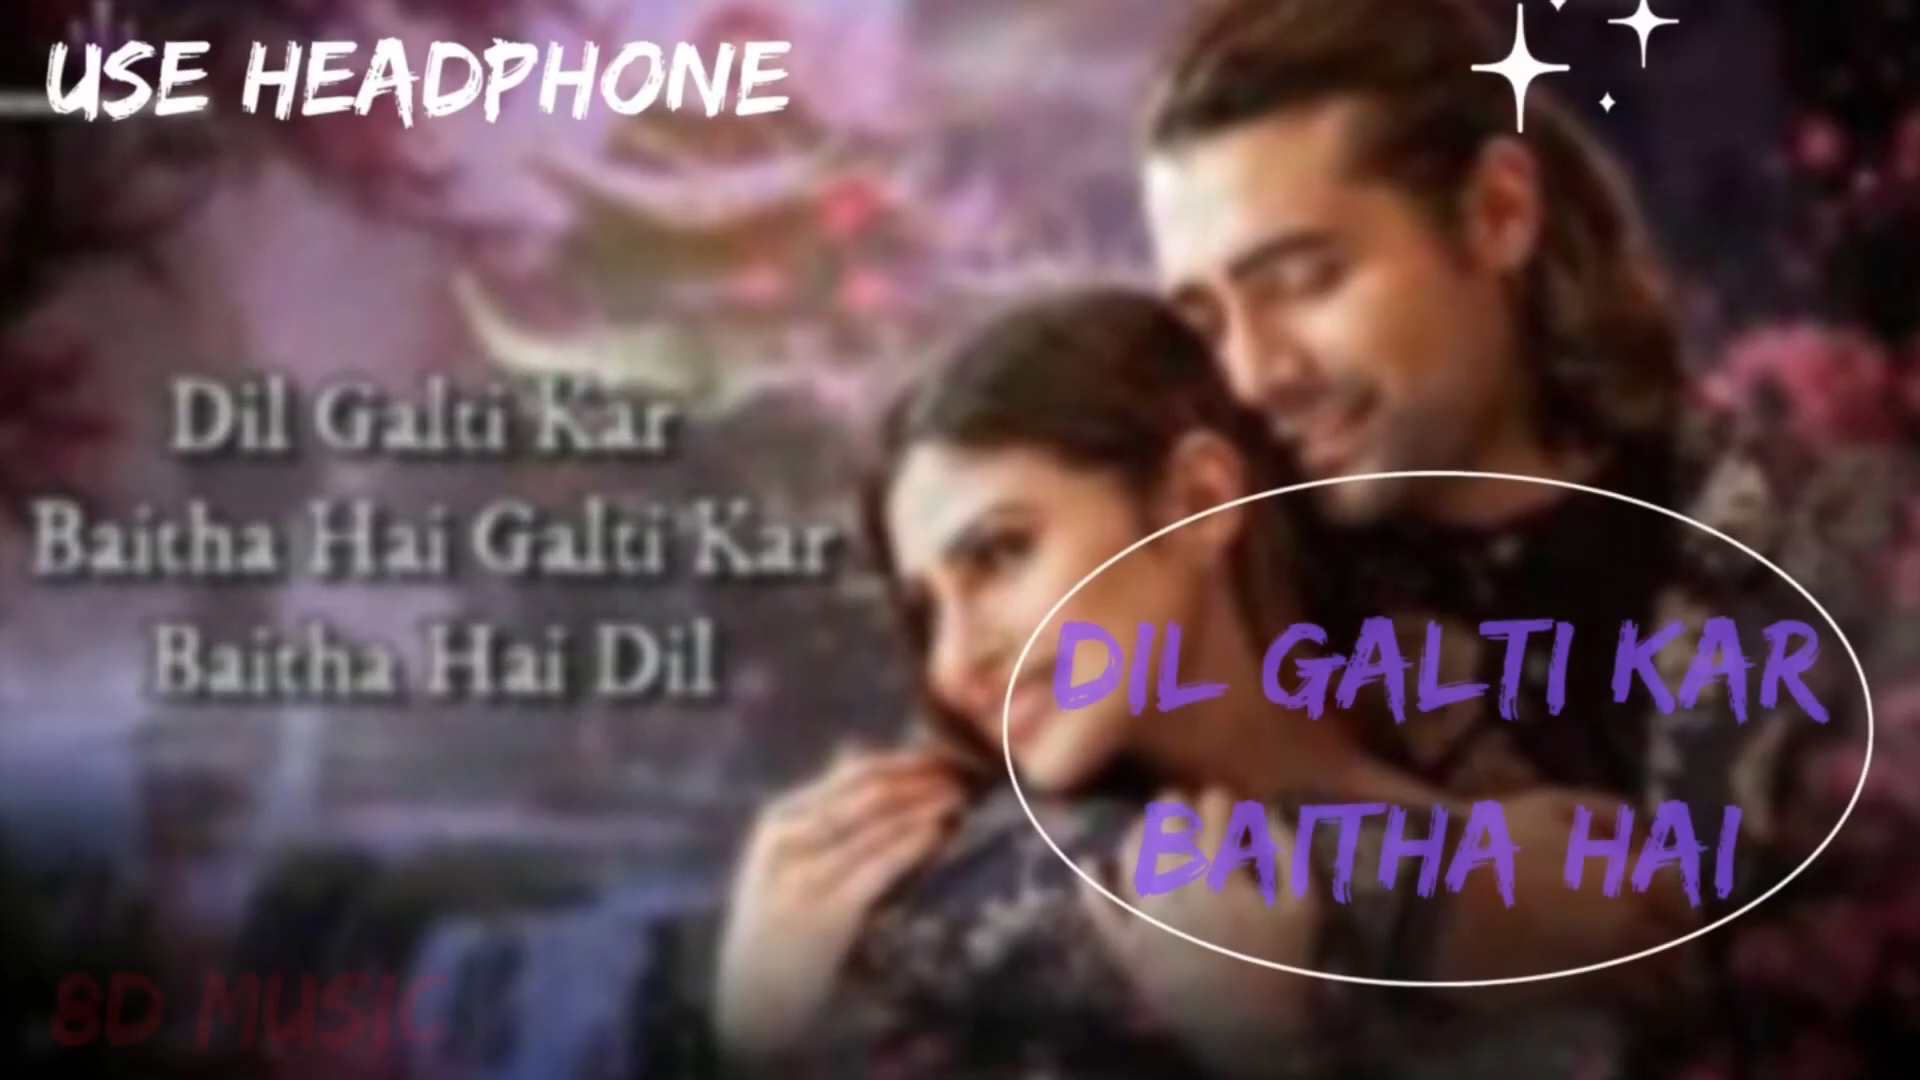 USE HEADPHONE
Dil Galti Kar
Baitha Hai Galti Kar
Baitha Hai Dil
DIL GALTI KAR
BAITHA HAI
8D MUSIC